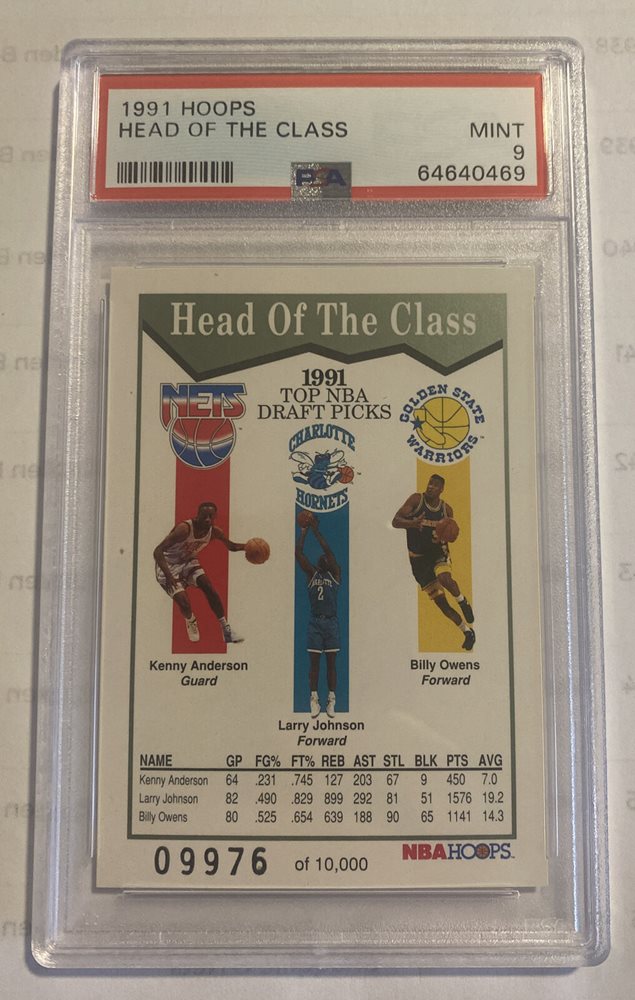 1991 HOOPS
HEAD OF THE CLASS
MINT
9
PSA
64640469
Head Of The Class
1991
TOP NBA
DRAFT PICKS
NETS
GOLDEN STATE
WARRIORS
CHARLOTTE
HORNETS
CHARLOTTE
2
Kenny Anderson
Guard
Billy Owens
Forward
Larry Johnson
Forward
NAME GP FG% FT% REB AST STL BLK PTS AVG
Kenny Anderson 64 .231 .745 127 203 67 9 450 7.0
Larry Johnson 82 .490 .829 899 292 81 51 1576 19.2
Billy Owens 80 .525 .654 639 188 90 65 1141 14.3
09976 of 10,000
NBA HOOPS